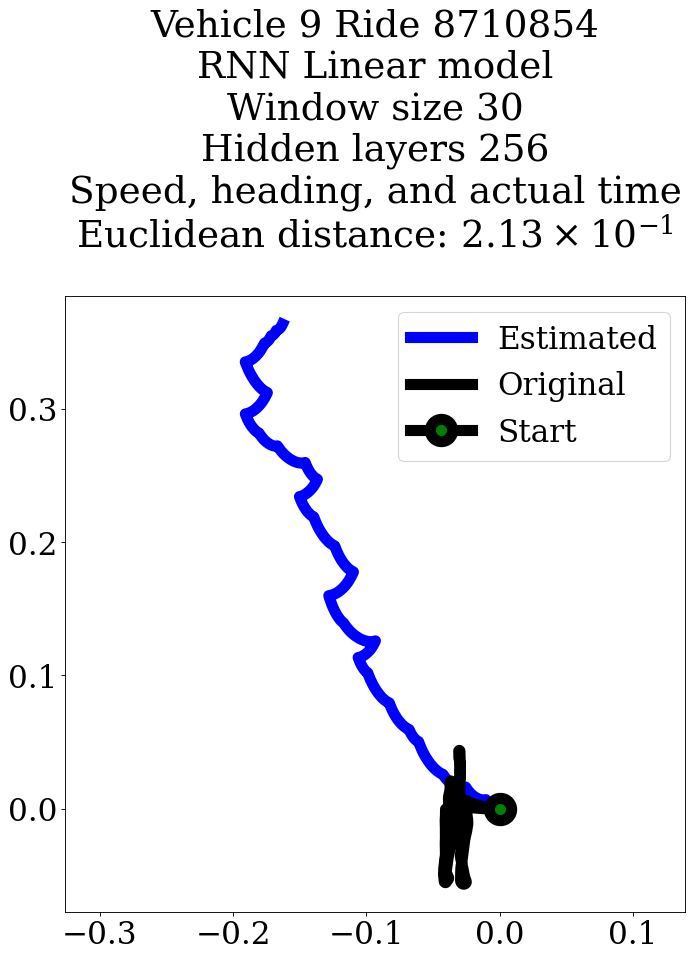 Vehicle 9 Ride 8710854
RNN Linear model
Window size 30
Hidden layers 256
Speed, heading, and actual time
Euclidean distance: 2.13 × 10⁻¹
Estimated
Original
Start
0.3
0.2
0.1
0.0
−0.3 −0.2 −0.1 0.0 0.1